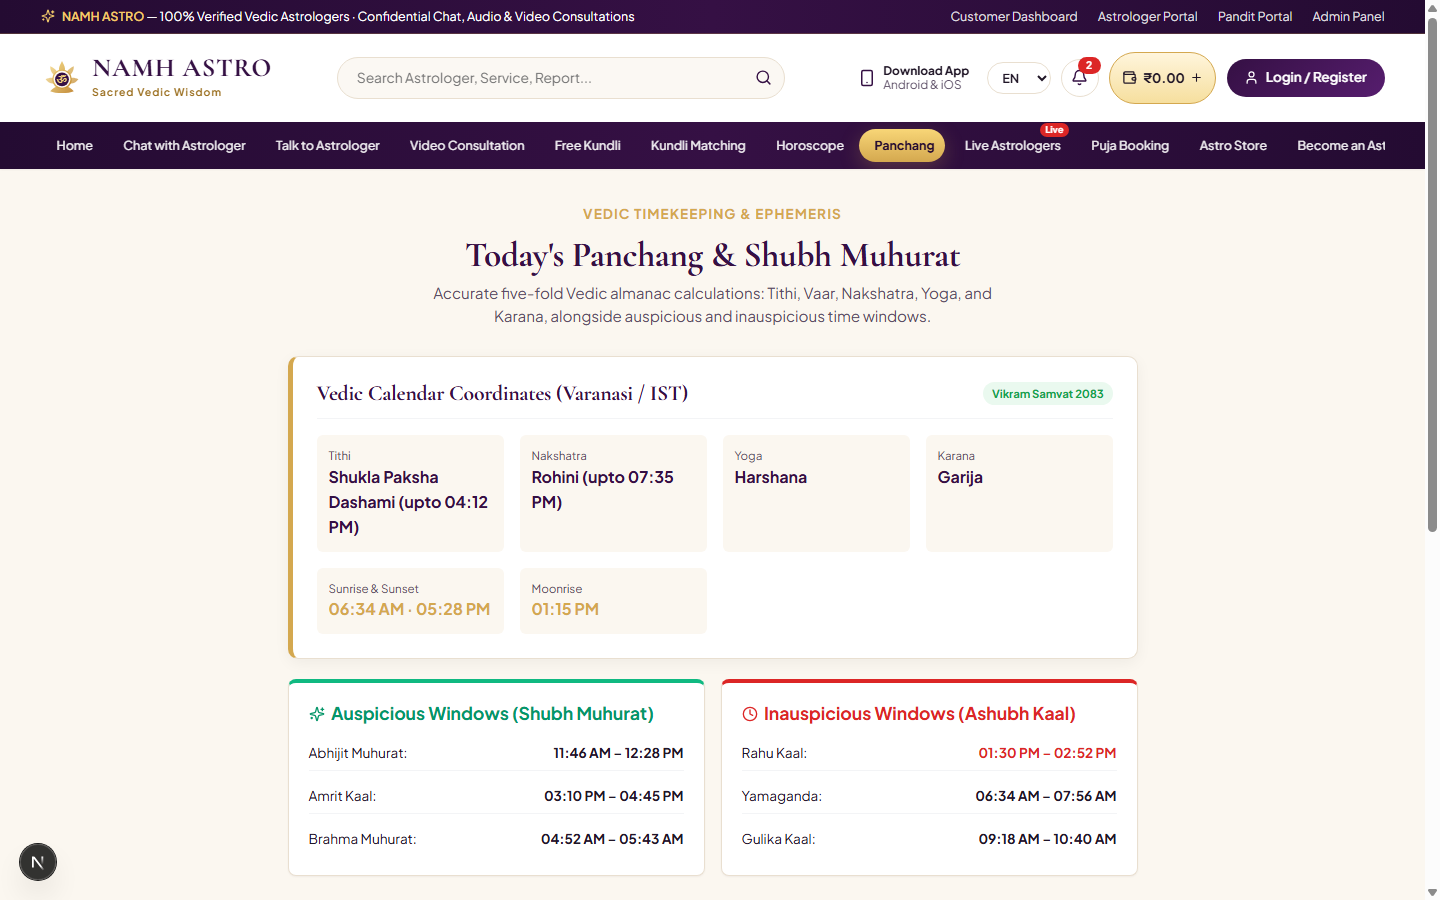 NAMH ASTRO — 100% Verified Vedic Astrologers · Confidential Chat, Audio & Video Consultations
Customer Dashboard
Astrologer Portal
Pandit Portal
Admin Panel
NAMH ASTRO
Sacred Vedic Wisdom
Search Astrologer, Service, Report...
Download App
Android & iOS
EN
2
₹0.00 +
Login / Register
Home
Chat with Astrologer
Talk to Astrologer
Video Consultation
Free Kundli
Kundli Matching
Horoscope
Panchang
Live Astrologers
Live
Puja Booking
Astro Store
Become an Ast
VEDIC TIMEKEEPING & EPHEMERIS
Today's Panchang & Shubh Muhurat
Accurate five-fold Vedic almanac calculations: Tithi, Vaar, Nakshatra, Yoga, and
Karana, alongside auspicious and inauspicious time windows.
Vedic Calendar Coordinates (Varanasi / IST)
Vikram Samvat 2083
Tithi
Shukla Paksha
Dashami (upto 04:12
PM)
Nakshatra
Rohini (upto 07:35
PM)
Yoga
Harshana
Karana
Garija
Sunrise & Sunset
06:34 AM · 05:28 PM
Moonrise
01:15 PM
Auspicious Windows (Shubh Muhurat)
Abhijit Muhurat: 11:46 AM – 12:28 PM
Amrit Kaal: 03:10 PM – 04:45 PM
Brahma Muhurat: 04:52 AM – 05:43 AM
Inauspicious Windows (Ashubh Kaal)
Rahu Kaal: 01:30 PM – 02:52 PM
Yamaganda: 06:34 AM – 07:56 AM
Gulika Kaal: 09:18 AM – 10:40 AM
N